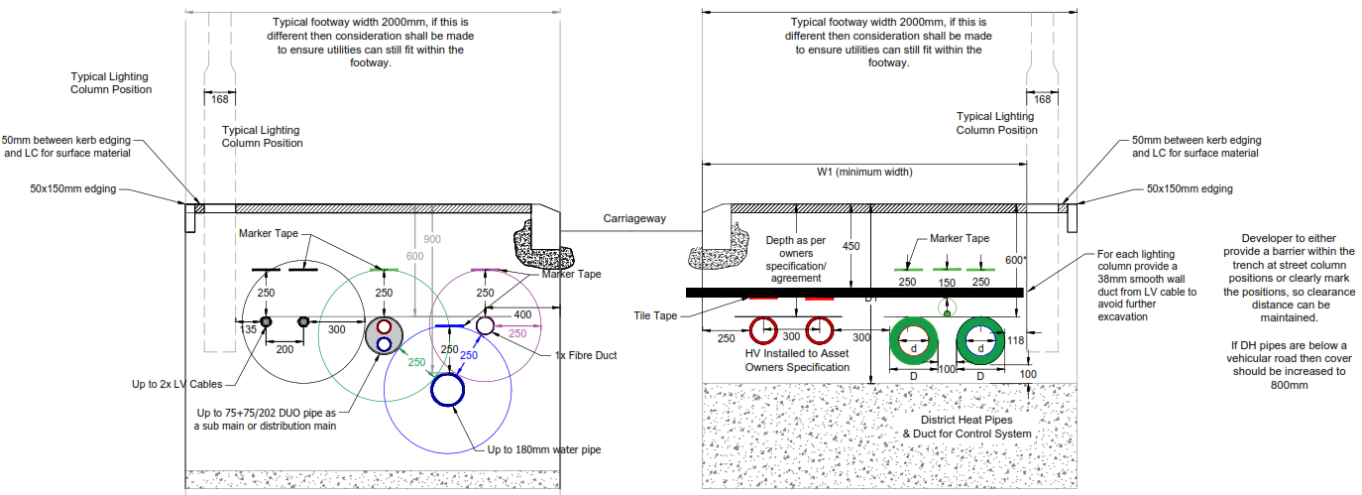 Typical footway width 2000mm, if this is
different then consideration shall be made
to ensure utilities can still fit within the
footway.
Typical Lighting
Column Position
168
Typical Lighting
Column Position
50mm between kerb edging
and LC for surface material
50x150mm edging
Marker Tape
900
600
Marker Tape
250
250
250
400
135
300
200
250
250
250
250
1x Fibre Duct
Up to 2x LV Cables
Up to 75+75/202 DUO pipe as
a sub main or distribution main
Up to 180mm water pipe
Carriageway
Typical footway width 2000mm, if this is
different then consideration shall be made
to ensure utilities can still fit within the
footway.
168
Typical Lighting
Column Position
50mm between kerb edging
and LC for surface material
W1 (minimum width)
50x150mm edging
Depth as per
owners
specification/
agreement
450
Marker Tape
600*
250
150
250
Tile Tape
250
300
300
HV Installed to Asset
Owners Specification
d
d
118
D
100
D
100
District Heat Pipes
& Duct for Control System
For each lighting
column provide a
38mm smooth wall
duct from LV cable to
avoid further
excavation
Developer to either
provide a barrier within the
trench at street column
positions or clearly mark
the positions, so clearance
distance can be
maintained.
If DH pipes are below a
vehicular road then cover
should be increased to
800mm